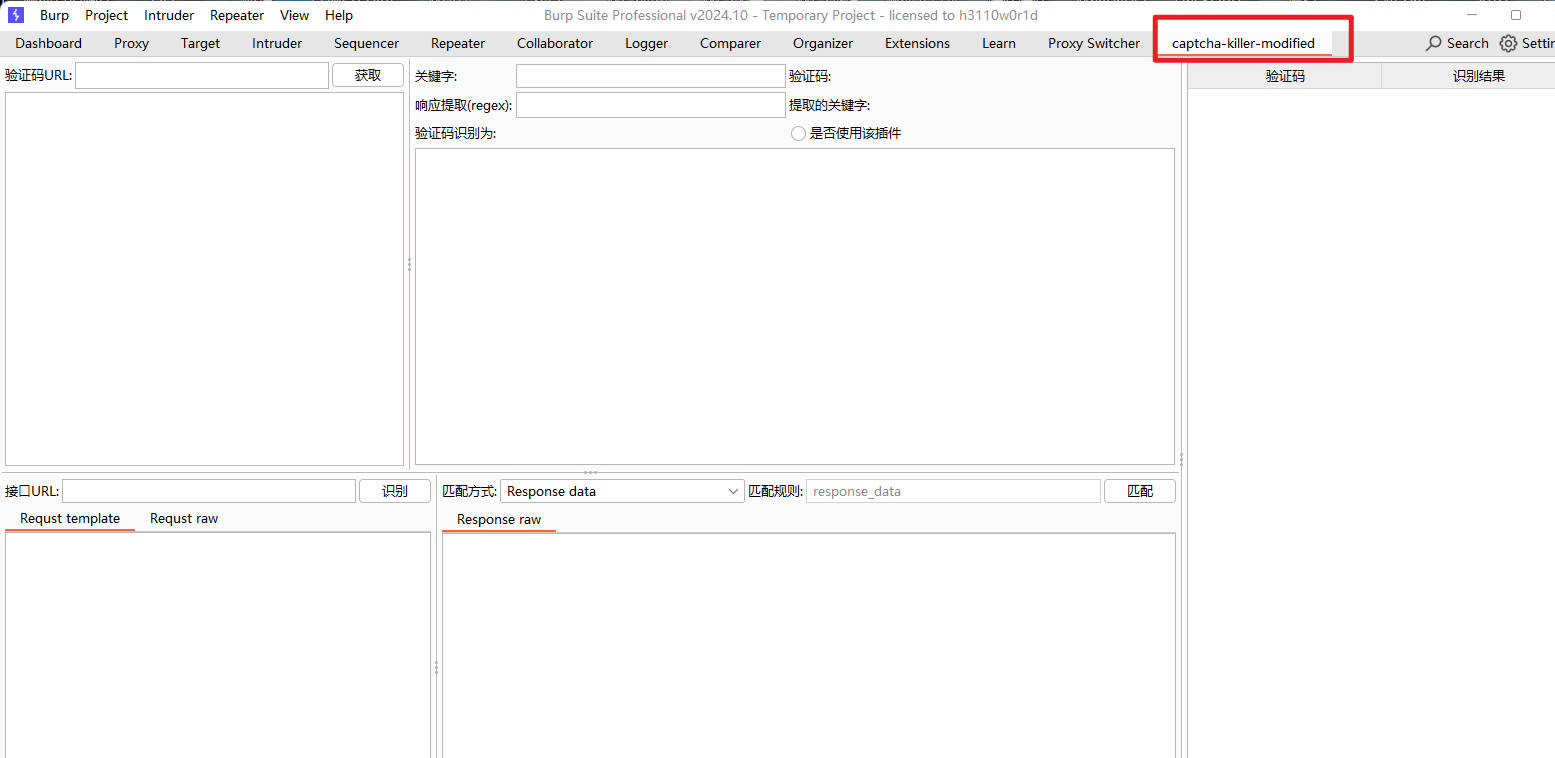 Burp Project Intruder Repeater View Help Burp Suite Professional v2024.10 - Temporary Project - licensed to h3110w0r1d
Dashboard Proxy Target Intruder Sequencer Repeater Collaborator Logger Comparer Organizer Extensions Learn Proxy Switcher captcha-killer-modified Search Settin
验证码URL: 获取 关键字: 验证码: 验证码 识别结果
响应提取(regex): 提取的关键字:
验证码识别为: 是否使用该插件
接口URL: 识别 匹配方式: Response data 匹配规则: response_data 匹配
Requst template Requst raw Response raw